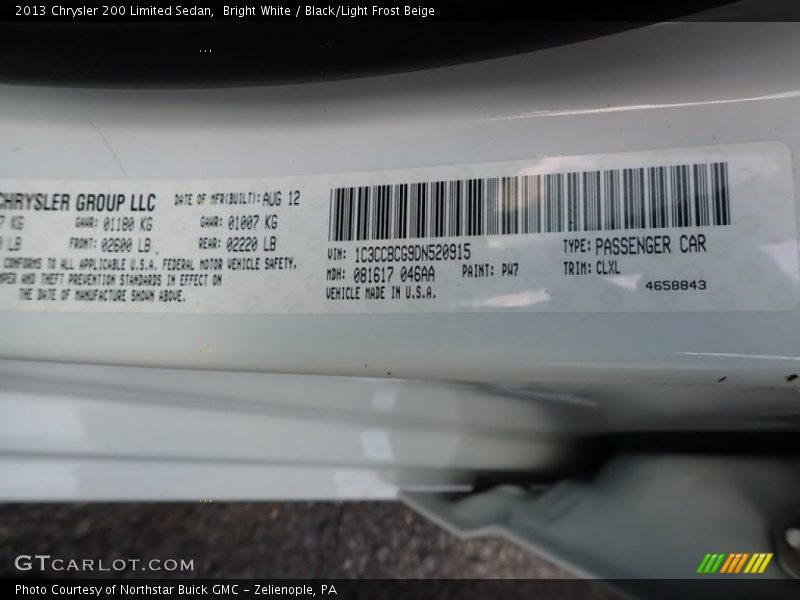 2013 Chrysler 200 Limited Sedan,  Bright White / Black/Light Frost Beige
CHRYSLER GROUP LLC DATE OF MFR(BUILT): AUG 12
KG GAWR: 01180 KG GAWR: 01007 KG
LB FRONT: 02600 LB REAR: 02220 LB
CONFORMS TO ALL APPLICABLE U.S.A. FEDERAL MOTOR VEHICLE SAFETY,
MPER AND THEFT PREVENTION STANDARDS IN EFFECT ON
THE DATE OF MANUFACTURE SHOWN ABOVE.
VIN: 1C3CCBCG9DN520915 TYPE: PASSENGER CAR
MDH: 081617 046AA PAINT: PW7 TRIM: CLXL
VEHICLE MADE IN U.S.A. 4658843
GTCARLOT.COM
Photo Courtesy of Northstar Buick GMC – Zelienople, PA